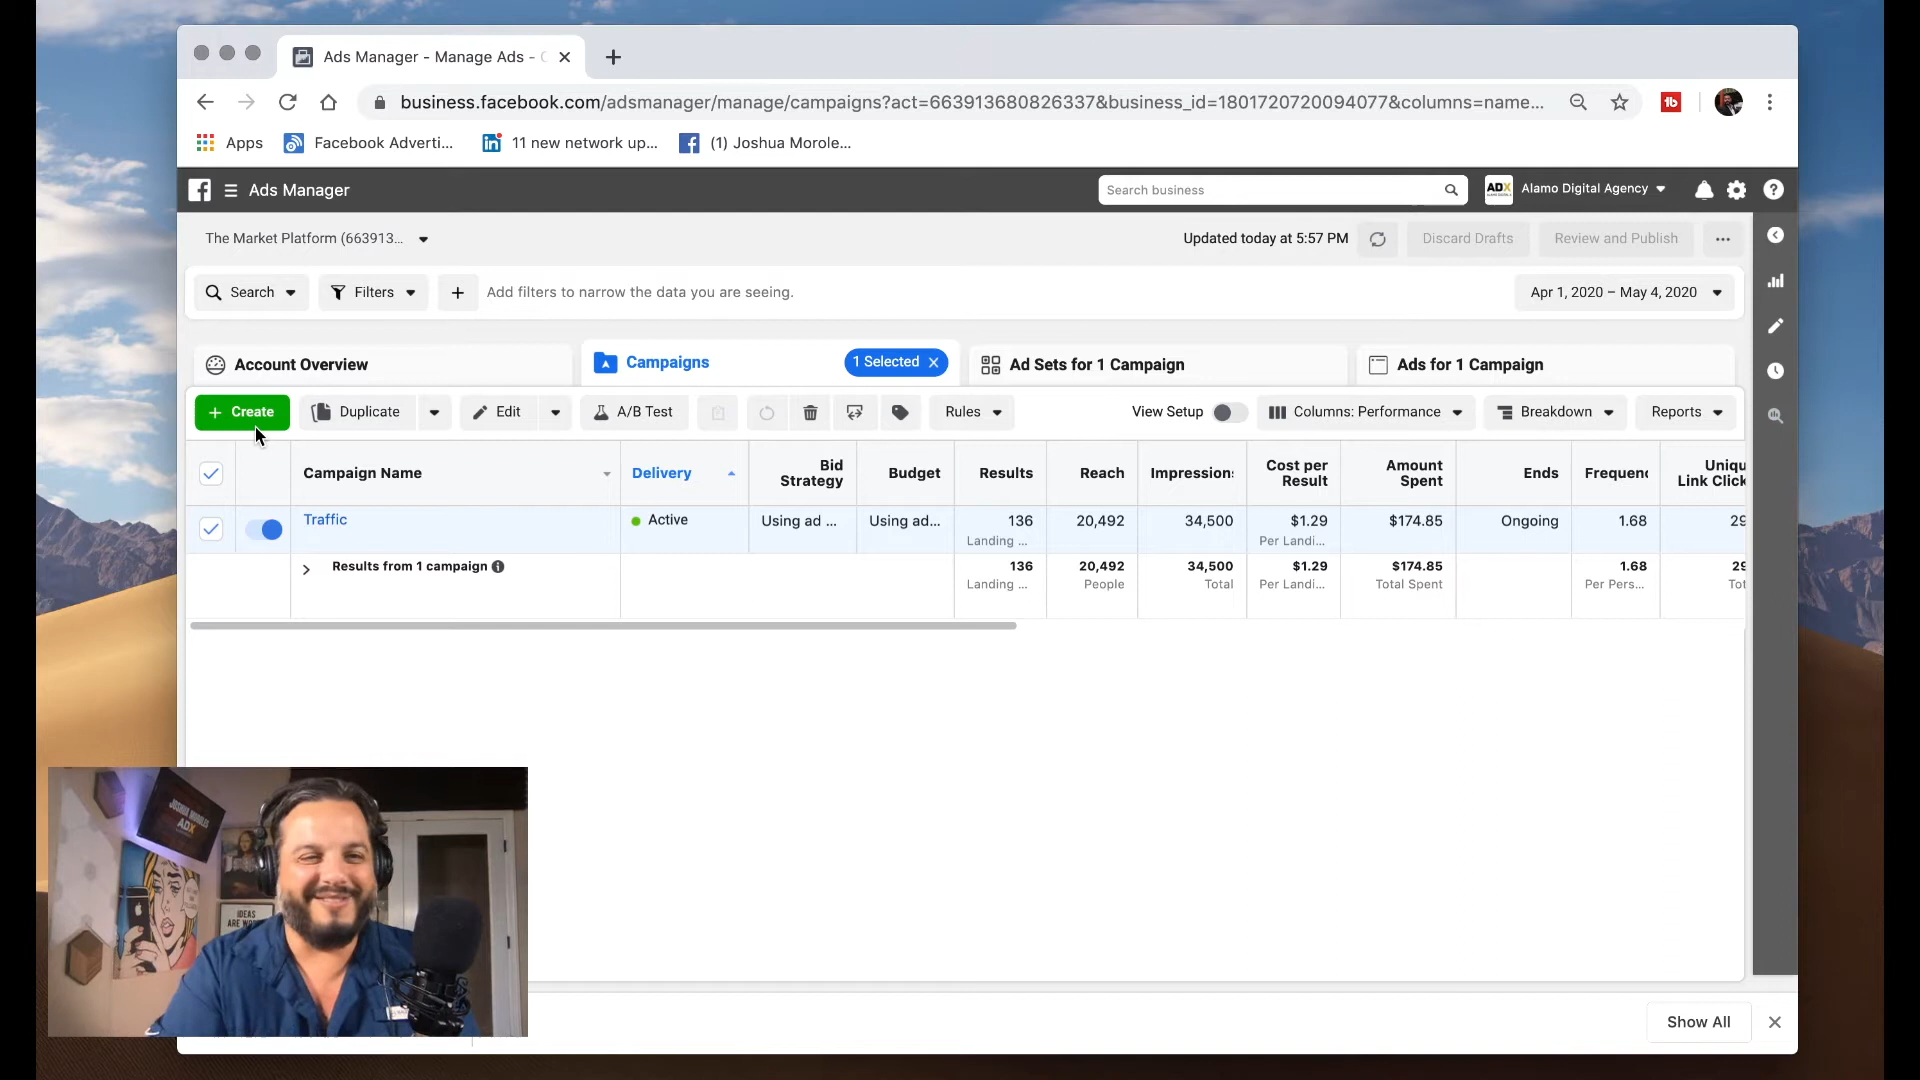 Ads Manager - Manage Ads -
business.facebook.com/adsmanager/manage/campaigns?act=663913680826337&business_id=1801720720094077&columns=name...
Apps
Facebook Adverti...
11 new network up...
(1) Joshua Morole...
Ads Manager
Search business
ADX
Alamo Digital Agency
The Market Platform (663913...
Updated today at 5:57 PM
Discard Drafts
Review and Publish
Search
Filters
Add filters to narrow the data you are seeing.
Apr 1, 2020 – May 4, 2020
Account Overview
Campaigns
1 Selected
Ad Sets for 1 Campaign
Ads for 1 Campaign
+ Create
Duplicate
Edit
A/B Test
Rules
View Setup
Columns: Performance
Breakdown
Reports
Campaign Name
Delivery
Bid
Strategy
Budget
Results
Reach
Impressions
Cost per
Result
Amount
Spent
Ends
Frequenc
Uniqu
Link Click
Traffic
Active
Using ad ...
Using ad...
136
Landing ...
20,492
34,500
$1.29
Per Landi...
$174.85
Ongoing
1.68
29
Results from 1 campaign
136
Landing ...
20,492
People
34,500
Total
$1.29
Per Landi...
$174.85
Total Spent
1.68
Per Pers...
29
Tot
ADX
IDEAS
Show All